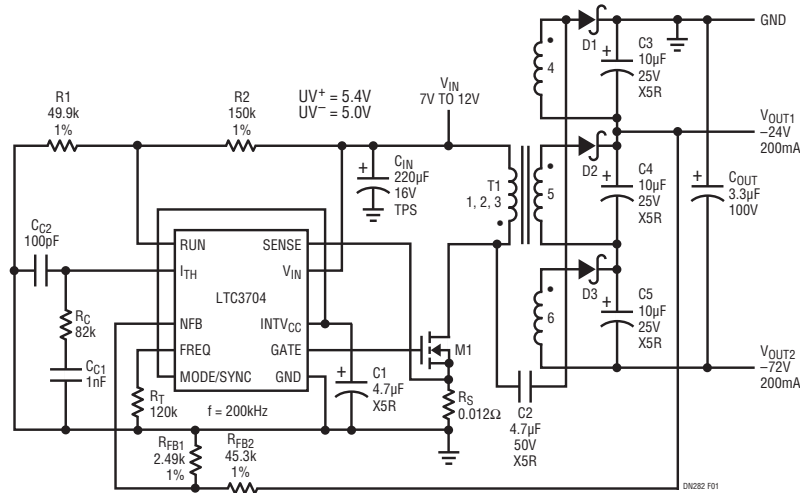 R1
49.9k
1%
R2
150k
1%
UV+ = 5.4V
UV– = 5.0V
VIN
7V TO 12V
CIN
220µF
16V
TPS
T1
1, 2, 3
4
5
6
D1
D2
D3
C3
10µF
25V
X5R
C4
10µF
25V
X5R
C5
10µF
25V
X5R
COUT
3.3µF
100V
GND
VOUT1
–24V
200mA
VOUT2
–72V
200mA
CC2
100pF
RC
82k
CC1
1nF
RUN
ITH
NFB
FREQ
MODE/SYNC
LTC3704
SENSE
VIN
INTVCC
GATE
GND
RT
120k
f = 200kHz
C1
4.7µF
X5R
M1
RS
0.012Ω
C2
4.7µF
50V
X5R
RFB1
2.49k
1%
RFB2
45.3k
1%
+
+
+
+
+
+
DN282 F01